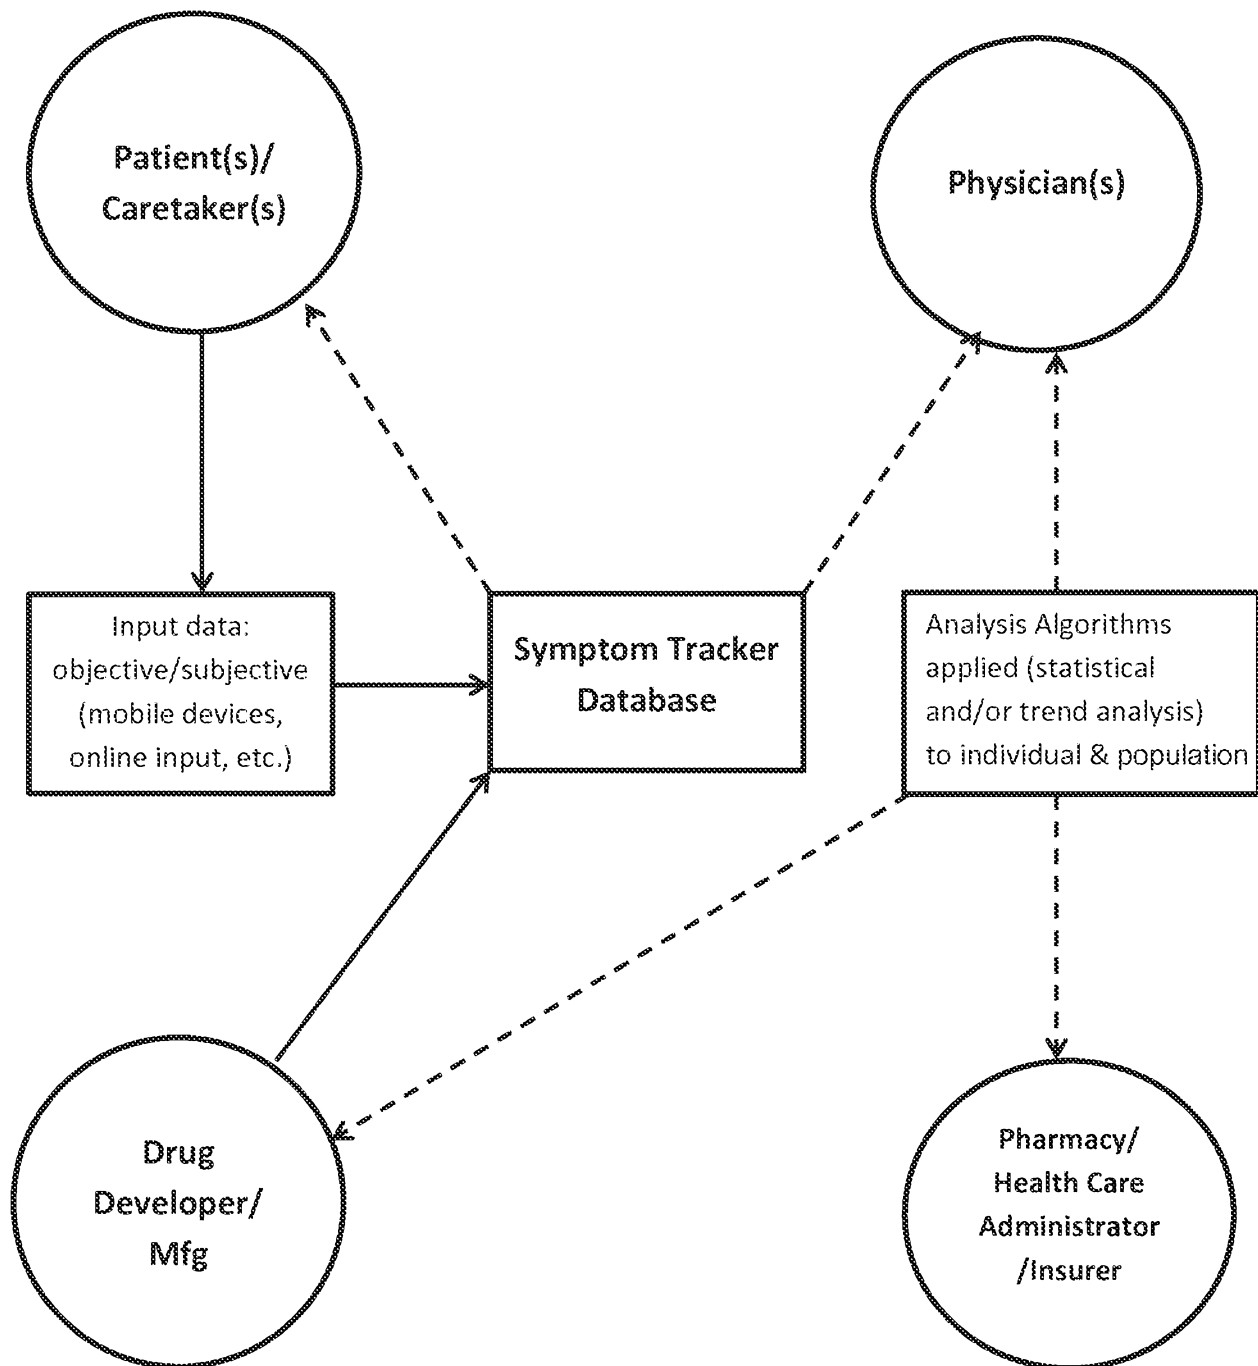 Patient(s)/
Caretaker(s)
Physician(s)
Input data:
objective/subjective
(mobile devices,
online input, etc.)
Symptom Tracker
Database
Analysis Algorithms
applied (statistical
and/or trend analysis)
to individual & population
Drug
Developer/
Mfg
Pharmacy/
Health Care
Administrator
/Insurer